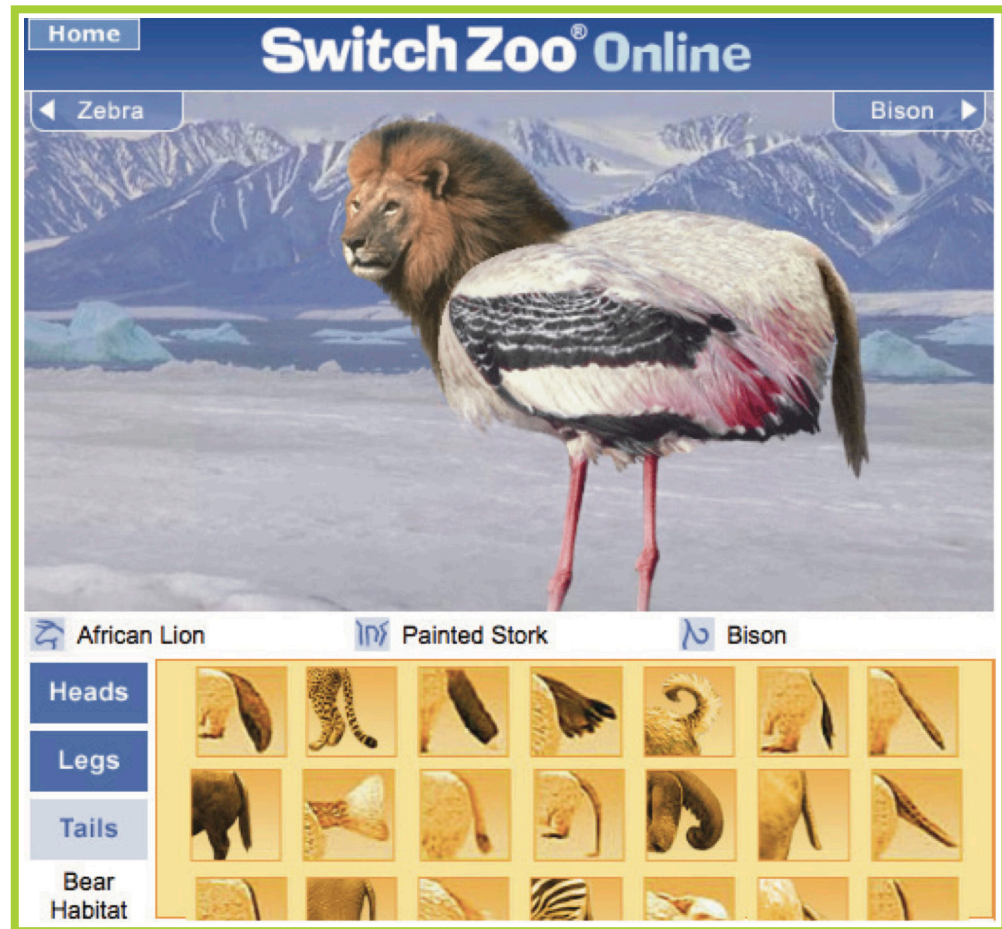 Home
Switch Zoo® Online
Zebra
Bison
African Lion
Painted Stork
Bison
Heads
Legs
Tails
Bear
Habitat